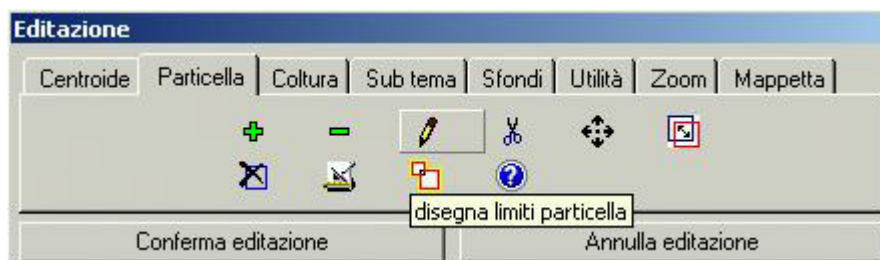 Editazione
Centroide Particella Coltura Sub tema Sfondi Utilità Zoom Mappetta
disegna limiti particella
Conferma editazione Annulla editazione